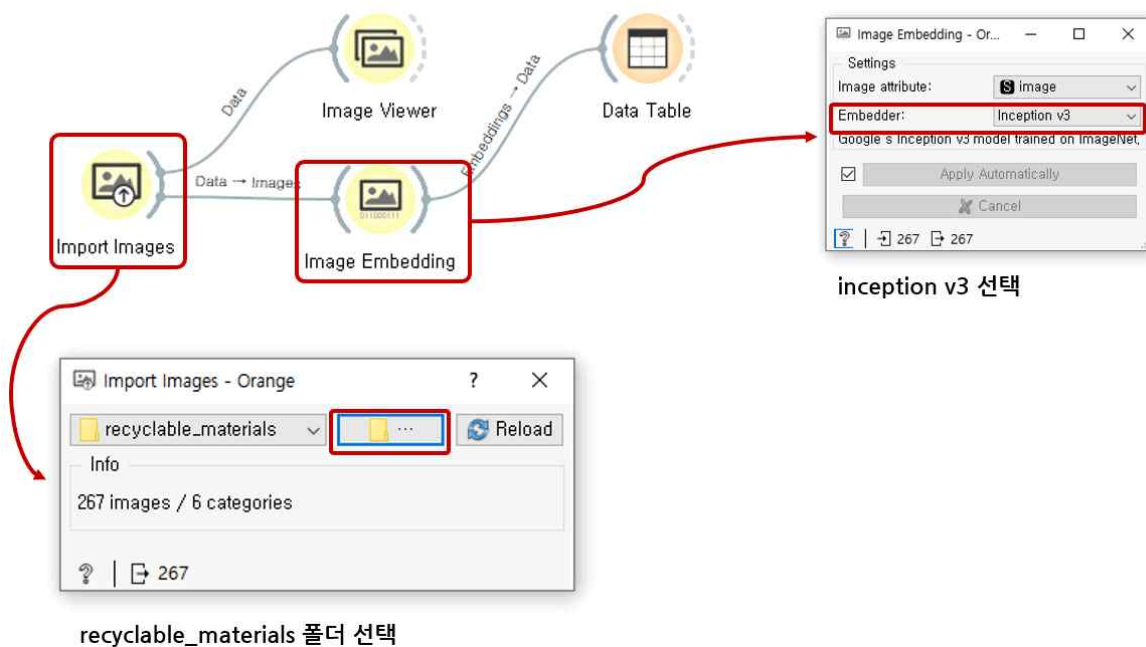 Image Viewer
Data Table
Data
Embeddings → Data
Data → Images
Import Images
Image Embedding
Image Embedding - Or...
Settings
Image attribute:
S image
Embedder:
Inception v3
Google s Inception v3 model trained on ImageNet,
Apply Automatically
Cancel
? 267 267
inception v3 선택
Import Images - Orange ?
recyclable_materials ... Reload
Info
267 images / 6 categories
? 267
recyclable_materials 폴더 선택